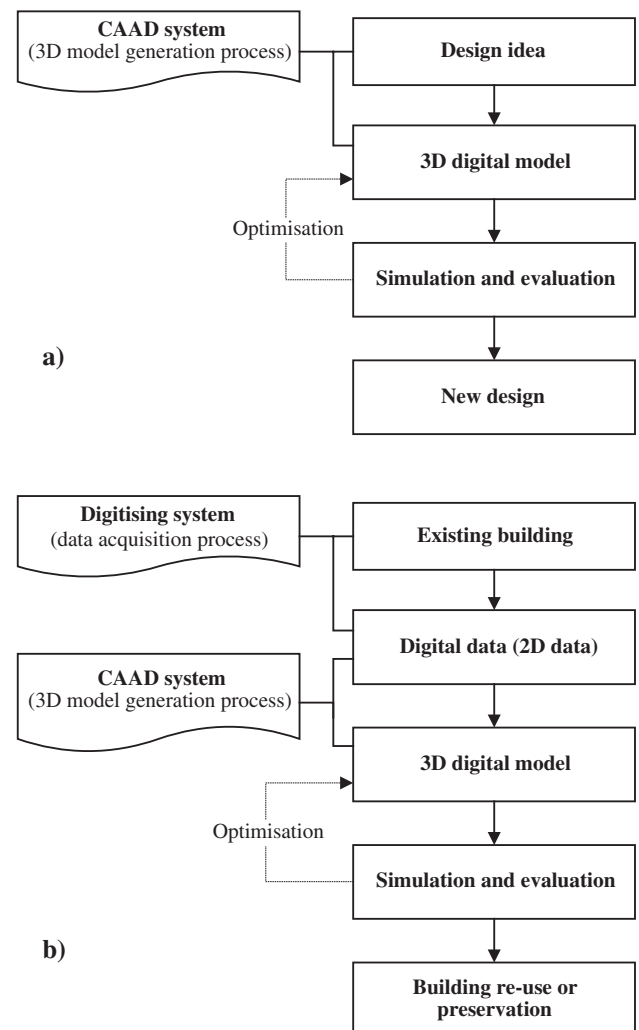 CAAD system
(3D model generation process)
Design idea
3D digital model
Optimisation
Simulation and evaluation
a)
New design
Digitising system
(data acquisition process)
Existing building
Digital data (2D data)
CAAD system
(3D model generation process)
3D digital model
Optimisation
Simulation and evaluation
b)
Building re-use or
preservation